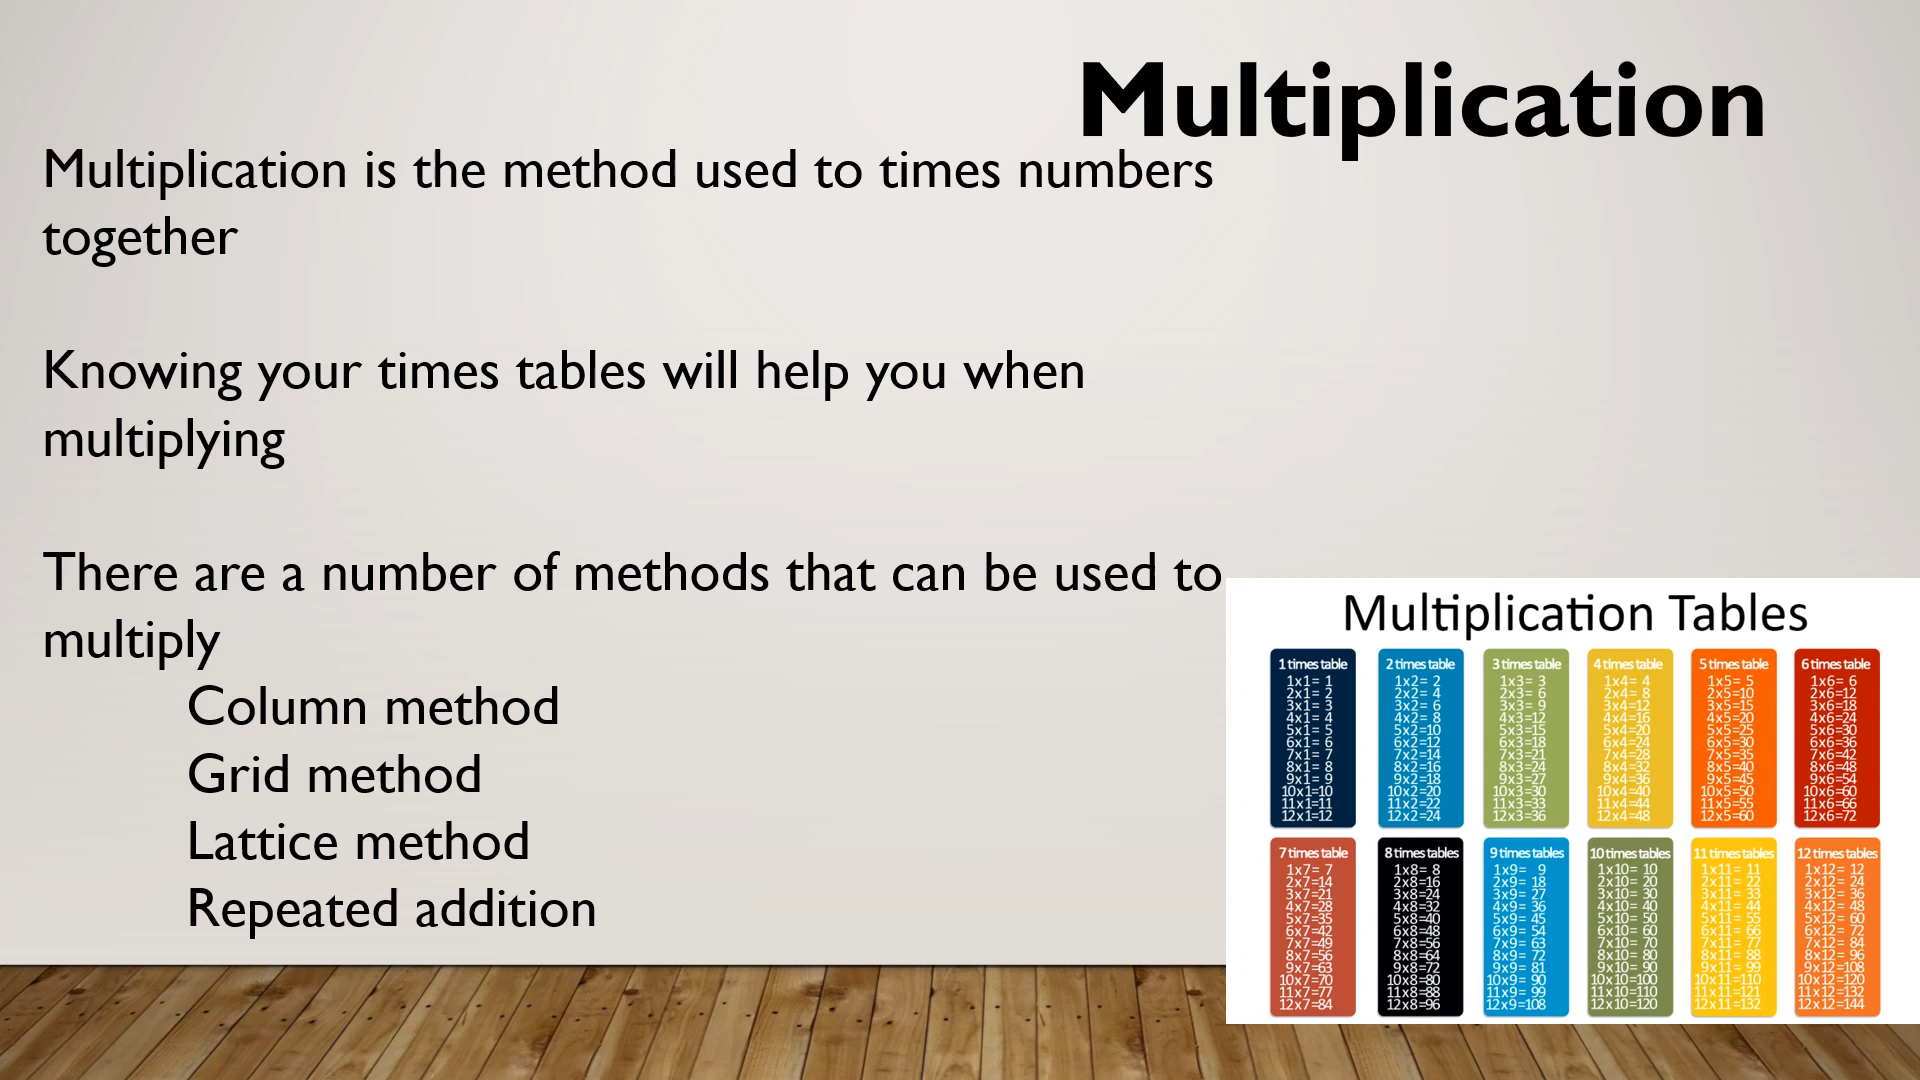 Multiplication
Multiplication is the method used to times numbers
together
Knowing your times tables will help you when
multiplying
There are a number of methods that can be used to
multiply
Column method
Grid method
Lattice method
Repeated addition
Multiplication Tables
1 times table
1x1= 1
2x1= 2
3x1= 3
4x1= 4
5x1= 5
6x1= 6
7x1= 7
8x1= 8
9x1= 9
10x1=10
11x1=11
12x1=12
2 times table
1x2= 2
2x2= 4
3x2= 6
4x2= 8
5x2=10
6x2=12
7x2=14
8x2=16
9x2=18
10x2=20
11x2=22
12x2=24
3 times table
1x3= 3
2x3= 6
3x3= 9
4x3=12
5x3=15
6x3=18
7x3=21
8x3=24
9x3=27
10x3=30
11x3=33
12x3=36
4 times table
1x4= 4
2x4= 8
3x4=12
4x4=16
5x4=20
6x4=24
7x4=28
8x4=32
9x4=36
10x4=40
11x4=44
12x4=48
5 times table
1x5= 5
2x5=10
3x5=15
4x5=20
5x5=25
6x5=30
7x5=35
8x5=40
9x5=45
10x5=50
11x5=55
12x5=60
6 times table
1x6= 6
2x6=12
3x6=18
4x6=24
5x6=30
6x6=36
7x6=42
8x6=48
9x6=54
10x6=60
11x6=66
12x6=72
7 times table
1x7= 7
2x7=14
3x7=21
4x7=28
5x7=35
6x7=42
7x7=49
8x7=56
9x7=63
10x7=70
11x7=77
12x7=84
8 times tables
1x8= 8
2x8=16
3x8=24
4x8=32
5x8=40
6x8=48
7x8=56
8x8=64
9x8=72
10x8=80
11x8=88
12x8=96
9 times tables
1x9= 9
2x9= 18
3x9= 27
4x9= 36
5x9= 45
6x9= 54
7x9= 63
8x9= 72
9x9= 81
10x9= 90
11x9= 99
12x9=108
10 times tables
1x10= 10
2x10= 20
3x10= 30
4x10= 40
5x10= 50
6x10= 60
7x10= 70
8x10= 80
9x10= 90
10x10=100
11x10=110
12x10=120
11 times tables
1x11= 11
2x11= 22
3x11= 33
4x11= 44
5x11= 55
6x11= 66
7x11= 77
8x11= 88
9x11= 99
10x11=110
11x11=121
12x11=132
12 times tables
1x12= 12
2x12= 24
3x12= 36
4x12= 48
5x12= 60
6x12= 72
7x12= 84
8x12= 96
9x12=108
10x12=120
11x12=132
12x12=144